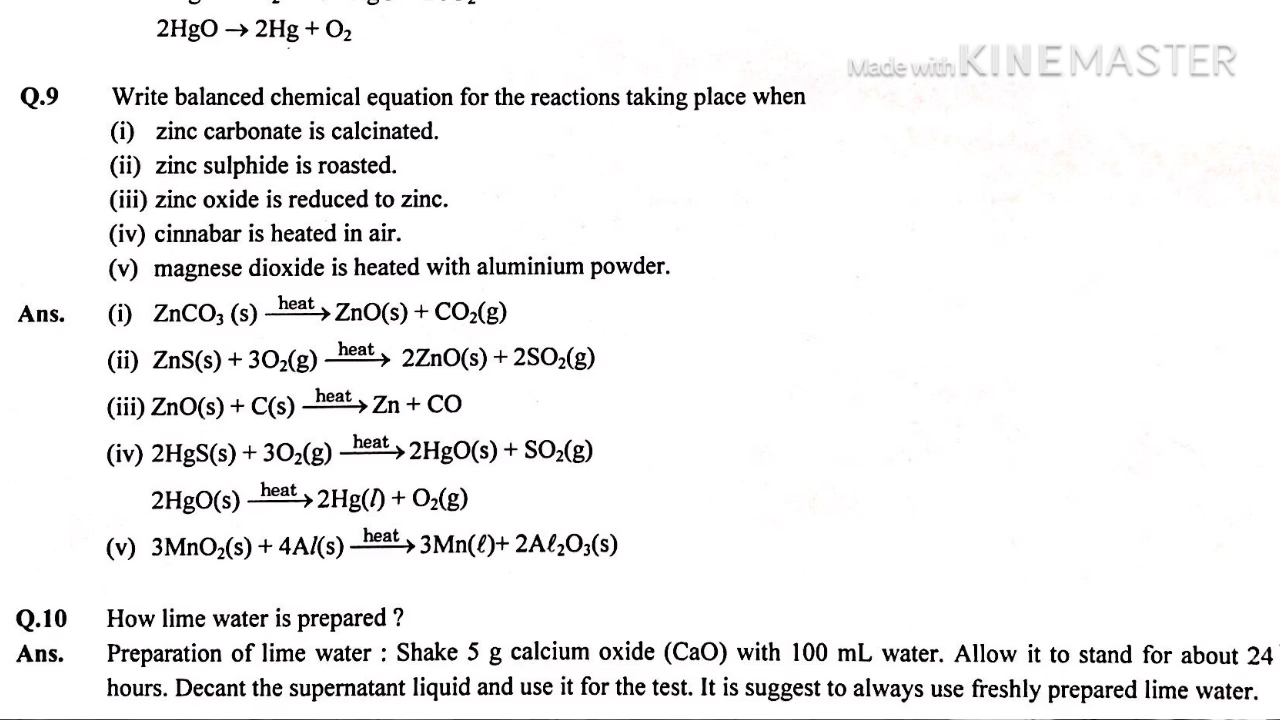 2HgO → 2Hg + O₂
Made with KINEMASTER
Q.9 Write balanced chemical equation for the reactions taking place when
(i) zinc carbonate is calcinated.
(ii) zinc sulphide is roasted.
(iii) zinc oxide is reduced to zinc.
(iv) cinnabar is heated in air.
(v) magnese dioxide is heated with aluminium powder.
Ans. (i) ZnCO₃ (s) —heat→ ZnO(s) + CO₂(g)
(ii) ZnS(s) + 3O₂(g) —heat→ 2ZnO(s) + 2SO₂(g)
(iii) ZnO(s) + C(s) —heat→ Zn + CO
(iv) 2HgS(s) + 3O₂(g) —heat→ 2HgO(s) + SO₂(g)
2HgO(s) —heat→ 2Hg(l) + O₂(g)
(v) 3MnO₂(s) + 4Al(s) —heat→ 3Mn(ℓ)+ 2Aℓ₂O₃(s)
Q.10 How lime water is prepared ?
Ans. Preparation of lime water : Shake 5 g calcium oxide (CaO) with 100 mL water. Allow it to stand for about 24
hours. Decant the supernatant liquid and use it for the test. It is suggest to always use freshly prepared lime water.